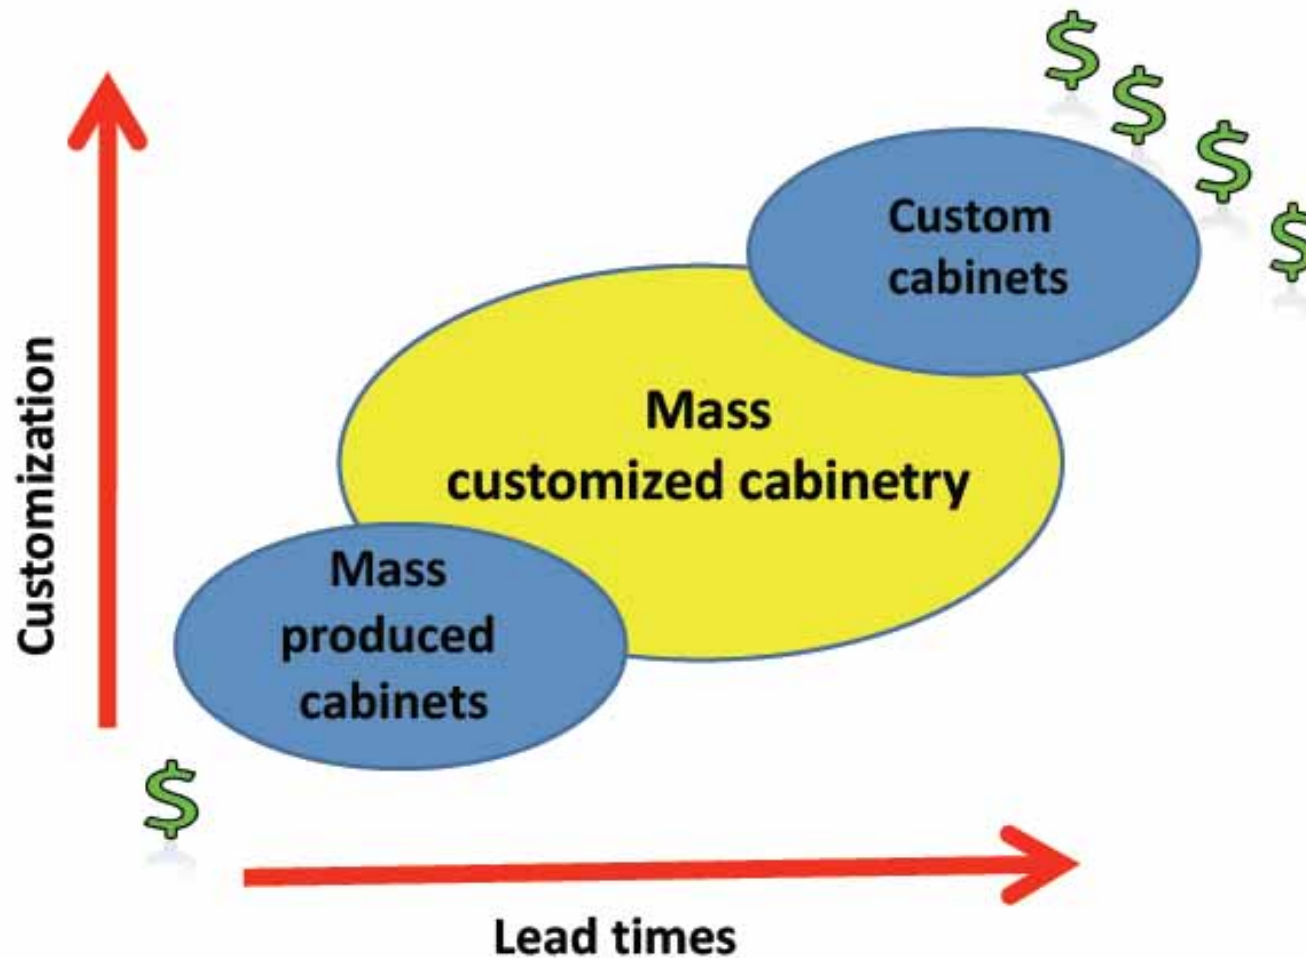 $
$
$
$
Custom
cabinets
Mass
customized cabinetry
Customization
Mass
produced
cabinets
$
Lead times